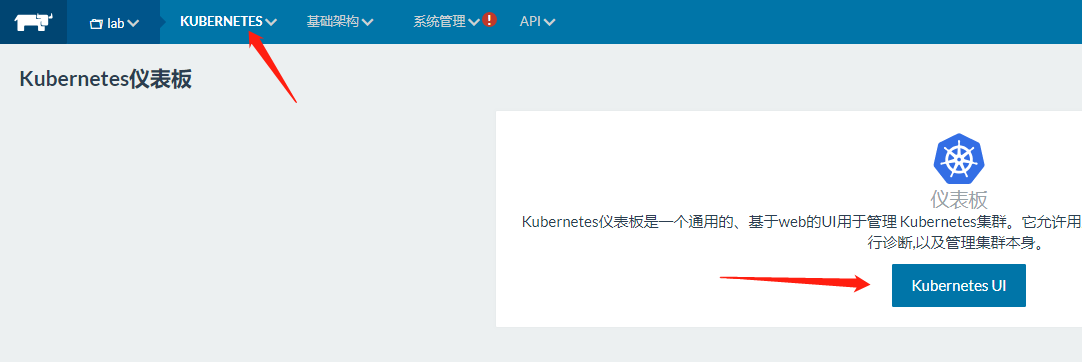 lab
KUBERNETES
基础架构
系统管理
API
Kubernetes仪表板
仪表板
Kubernetes仪表板是一个通用的、基于web的UI用于管理 Kubernetes集群。它允许用
行诊断,以及管理集群本身。
Kubernetes UI